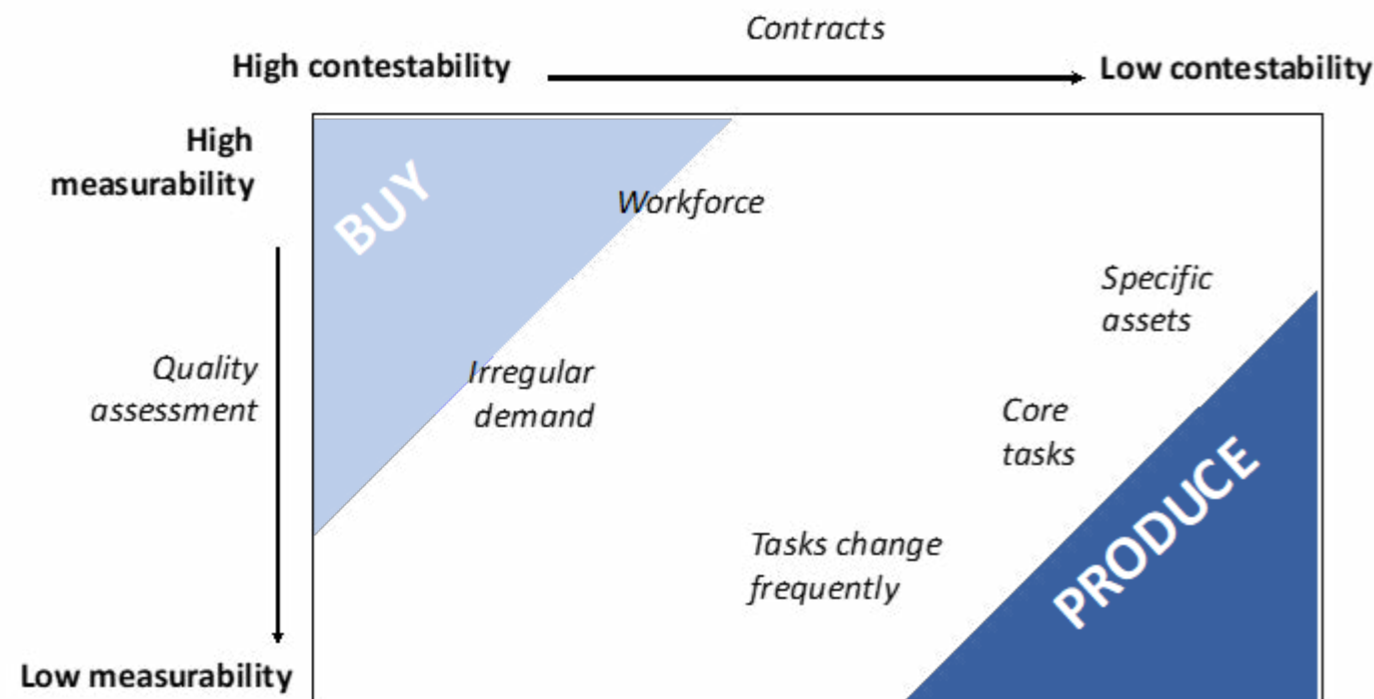 Contracts
High contestability
Low contestability
High
measurability
BUY
Workforce
Specific
assets
Quality
assessment
Irregular
demand
Core
tasks
PRODUCE
Tasks change
frequently
Low measurability